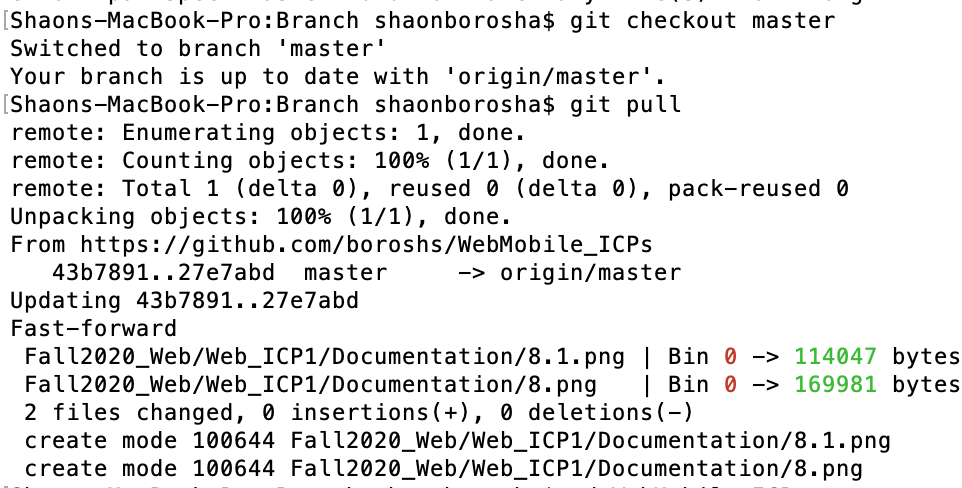 [Shaons-MacBook-Pro:Branch shaonborosha$ git checkout master
Switched to branch 'master'
Your branch is up to date with 'origin/master'.
[Shaons-MacBook-Pro:Branch shaonborosha$ git pull
remote: Enumerating objects: 1, done.
remote: Counting objects: 100% (1/1), done.
remote: Total 1 (delta 0), reused 0 (delta 0), pack-reused 0
Unpacking objects: 100% (1/1), done.
From https://github.com/boroshs/WebMobile_ICPs
   43b7891..27e7abd  master     -> origin/master
Updating 43b7891..27e7abd
Fast-forward
 Fall2020_Web/Web_ICP1/Documentation/8.1.png | Bin 0 -> 114047 bytes
 Fall2020_Web/Web_ICP1/Documentation/8.png   | Bin 0 -> 169981 bytes
 2 files changed, 0 insertions(+), 0 deletions(-)
 create mode 100644 Fall2020_Web/Web_ICP1/Documentation/8.1.png
 create mode 100644 Fall2020_Web/Web_ICP1/Documentation/8.png